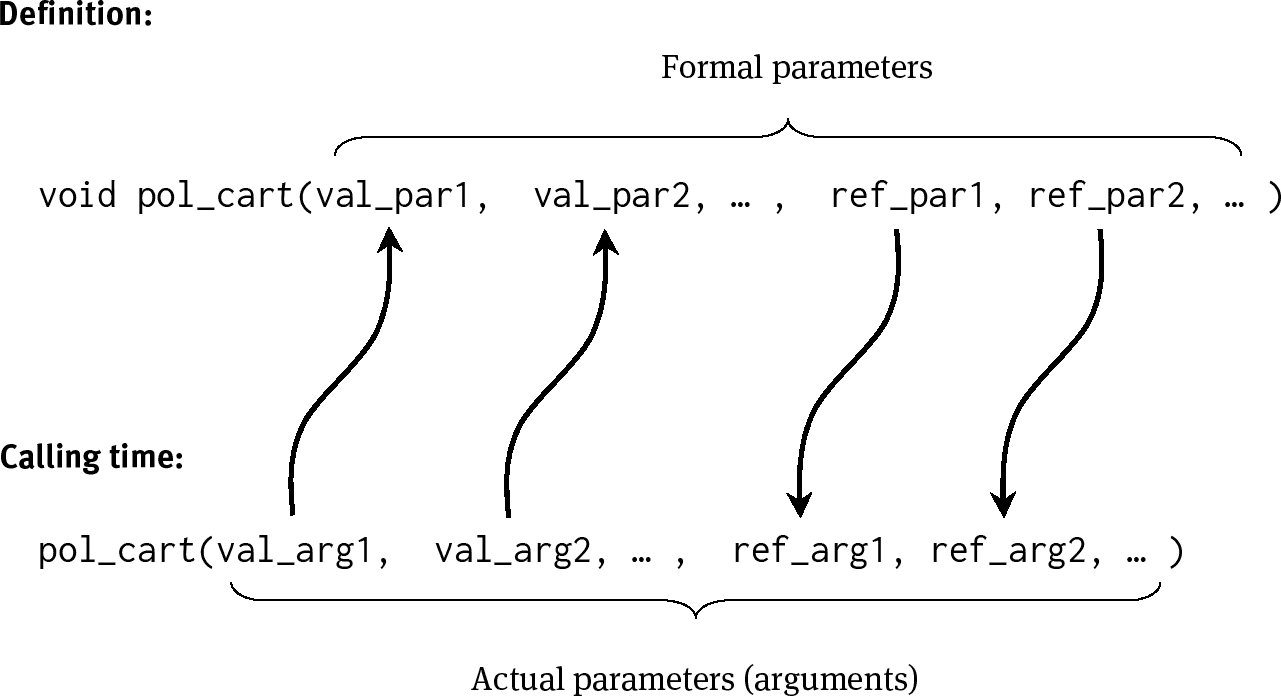 Definition:
Formal parameters
void pol_cart(val_par1, val_par2, … , ref_par1, ref_par2, … )
Calling time:
pol_cart(val_arg1, val_arg2, … , ref_arg1, ref_arg2, … )
Actual parameters (arguments)